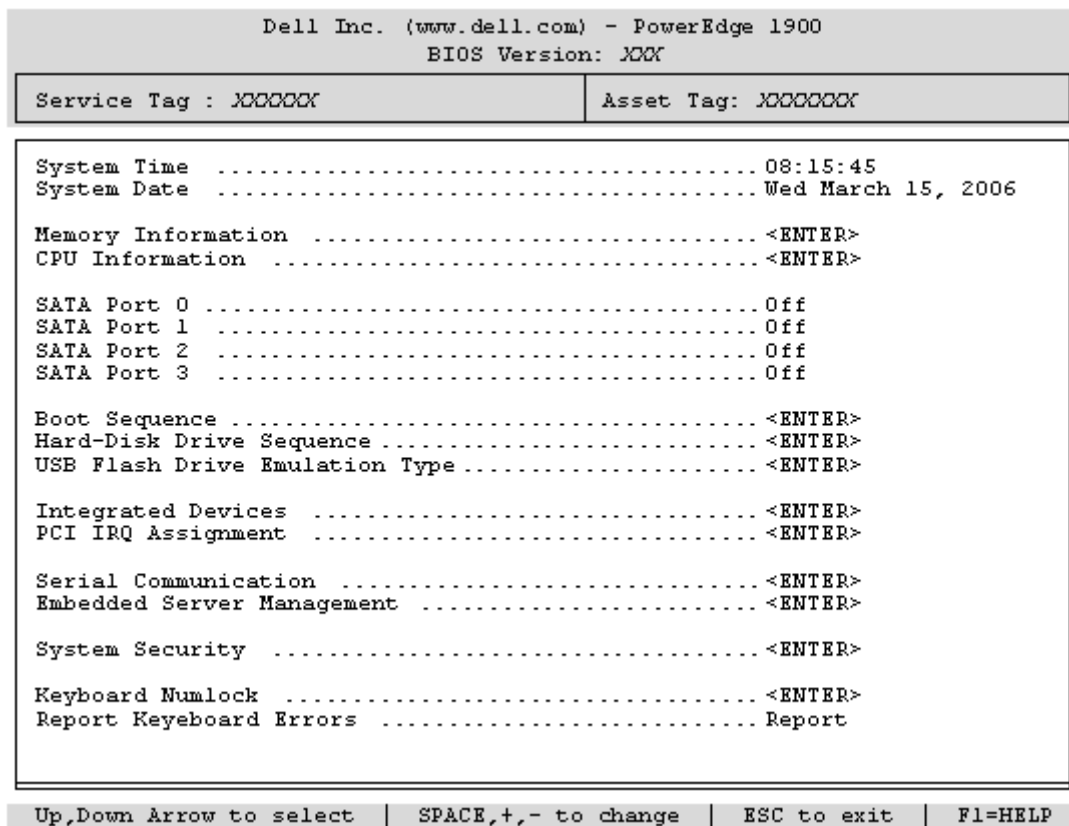 Dell Inc. (www.dell.com) - PowerEdge 1900
BIOS Version: XXX
Service Tag : XXXXXX
Asset Tag: XXXXXXX
System Time ........................................ 08:15:45
System Date ........................................ Wed March 15, 2006
Memory Information ................................. <ENTER>
CPU Information .................................... <ENTER>
SATA Port 0 ......................................... Off
SATA Port 1 ........................................ Off
SATA Port 2 ........................................ Off
SATA Port 3 ........................................ Off
Boot Sequence ....................................... <ENTER>
Hard-Disk Drive Sequence ............................ <ENTER>
USB Flash Drive Emulation Type ...................... <ENTER>
Integrated Devices ................................. <ENTER>
PCI IRQ Assignment ................................. <ENTER>
Serial Communication ............................... <ENTER>
Embedded Server Management ......................... <ENTER>
System Security .................................... <ENTER>
Keyboard Numlock ................................... <ENTER>
Report Keyeboard Errors ............................ Report
Up,Down Arrow to select | SPACE,+,- to change | ESC to exit | F1=HELP